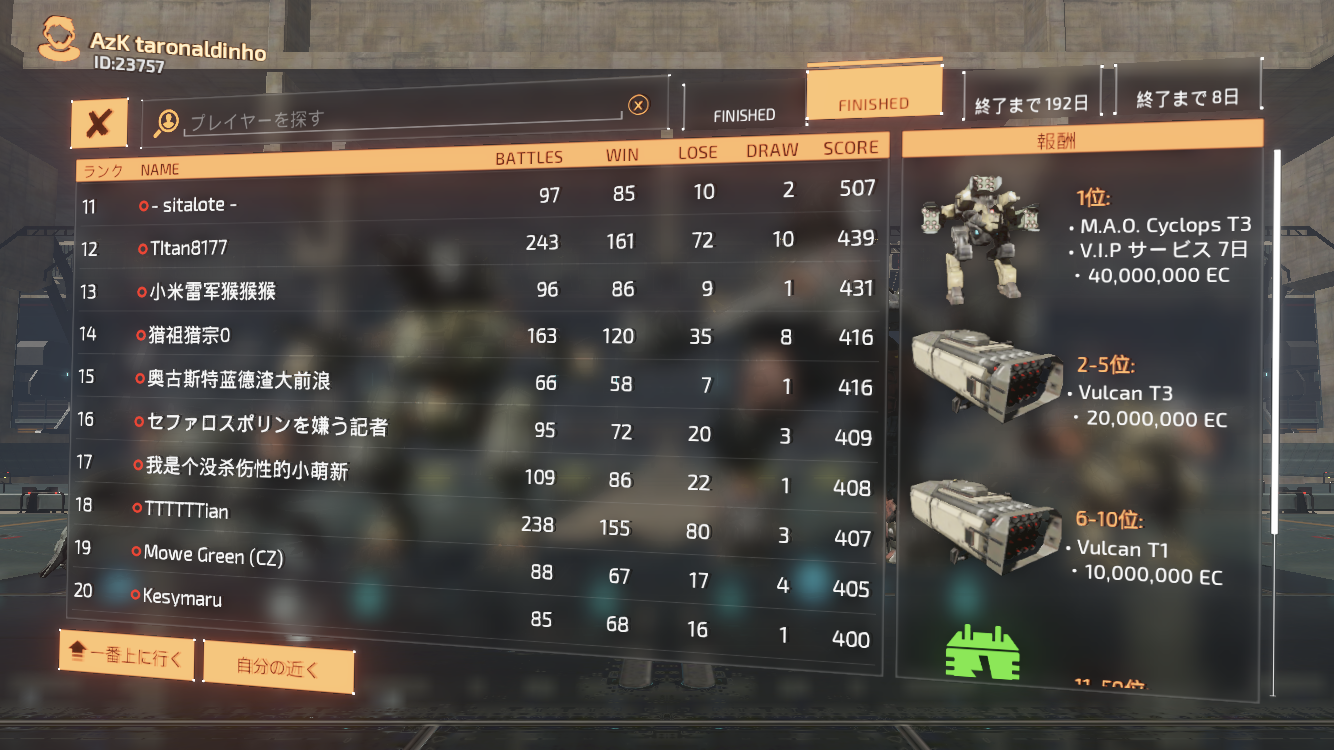 AzK taronaldinho
ID:23757
プレイヤーを探す
FINISHED
FINISHED
終了まで 192日
終了まで 8日
ランク NAME BATTLES WIN LOSE DRAW SCORE
11 - sitalote - 97 85 10 2 507
12 TItan8177 243 161 72 10 439
13 小米雷军猴猴猴 96 86 9 1 431
14 猎祖猎宗0 163 120 35 8 416
15 奥古斯特蓝德渣大前浪 66 58 7 1 416
16 セファロスポリンを嫌う記者 95 72 20 3 409
17 我是个没杀伤性的小萌新 109 86 22 1 408
18 TTTTTTian 238 155 80 3 407
19 Mowe Green (CZ) 88 67 17 4 405
20 Kesymaru 85 68 16 1 400
一番上に行く
自分の近く
報酬
1位:
• M.A.O. Cyclops T3
• V.I.P サービス 7日
• 40,000,000 EC
2-5位:
• Vulcan T3
• 20,000,000 EC
6-10位:
• Vulcan T1
• 10,000,000 EC
11-50位: